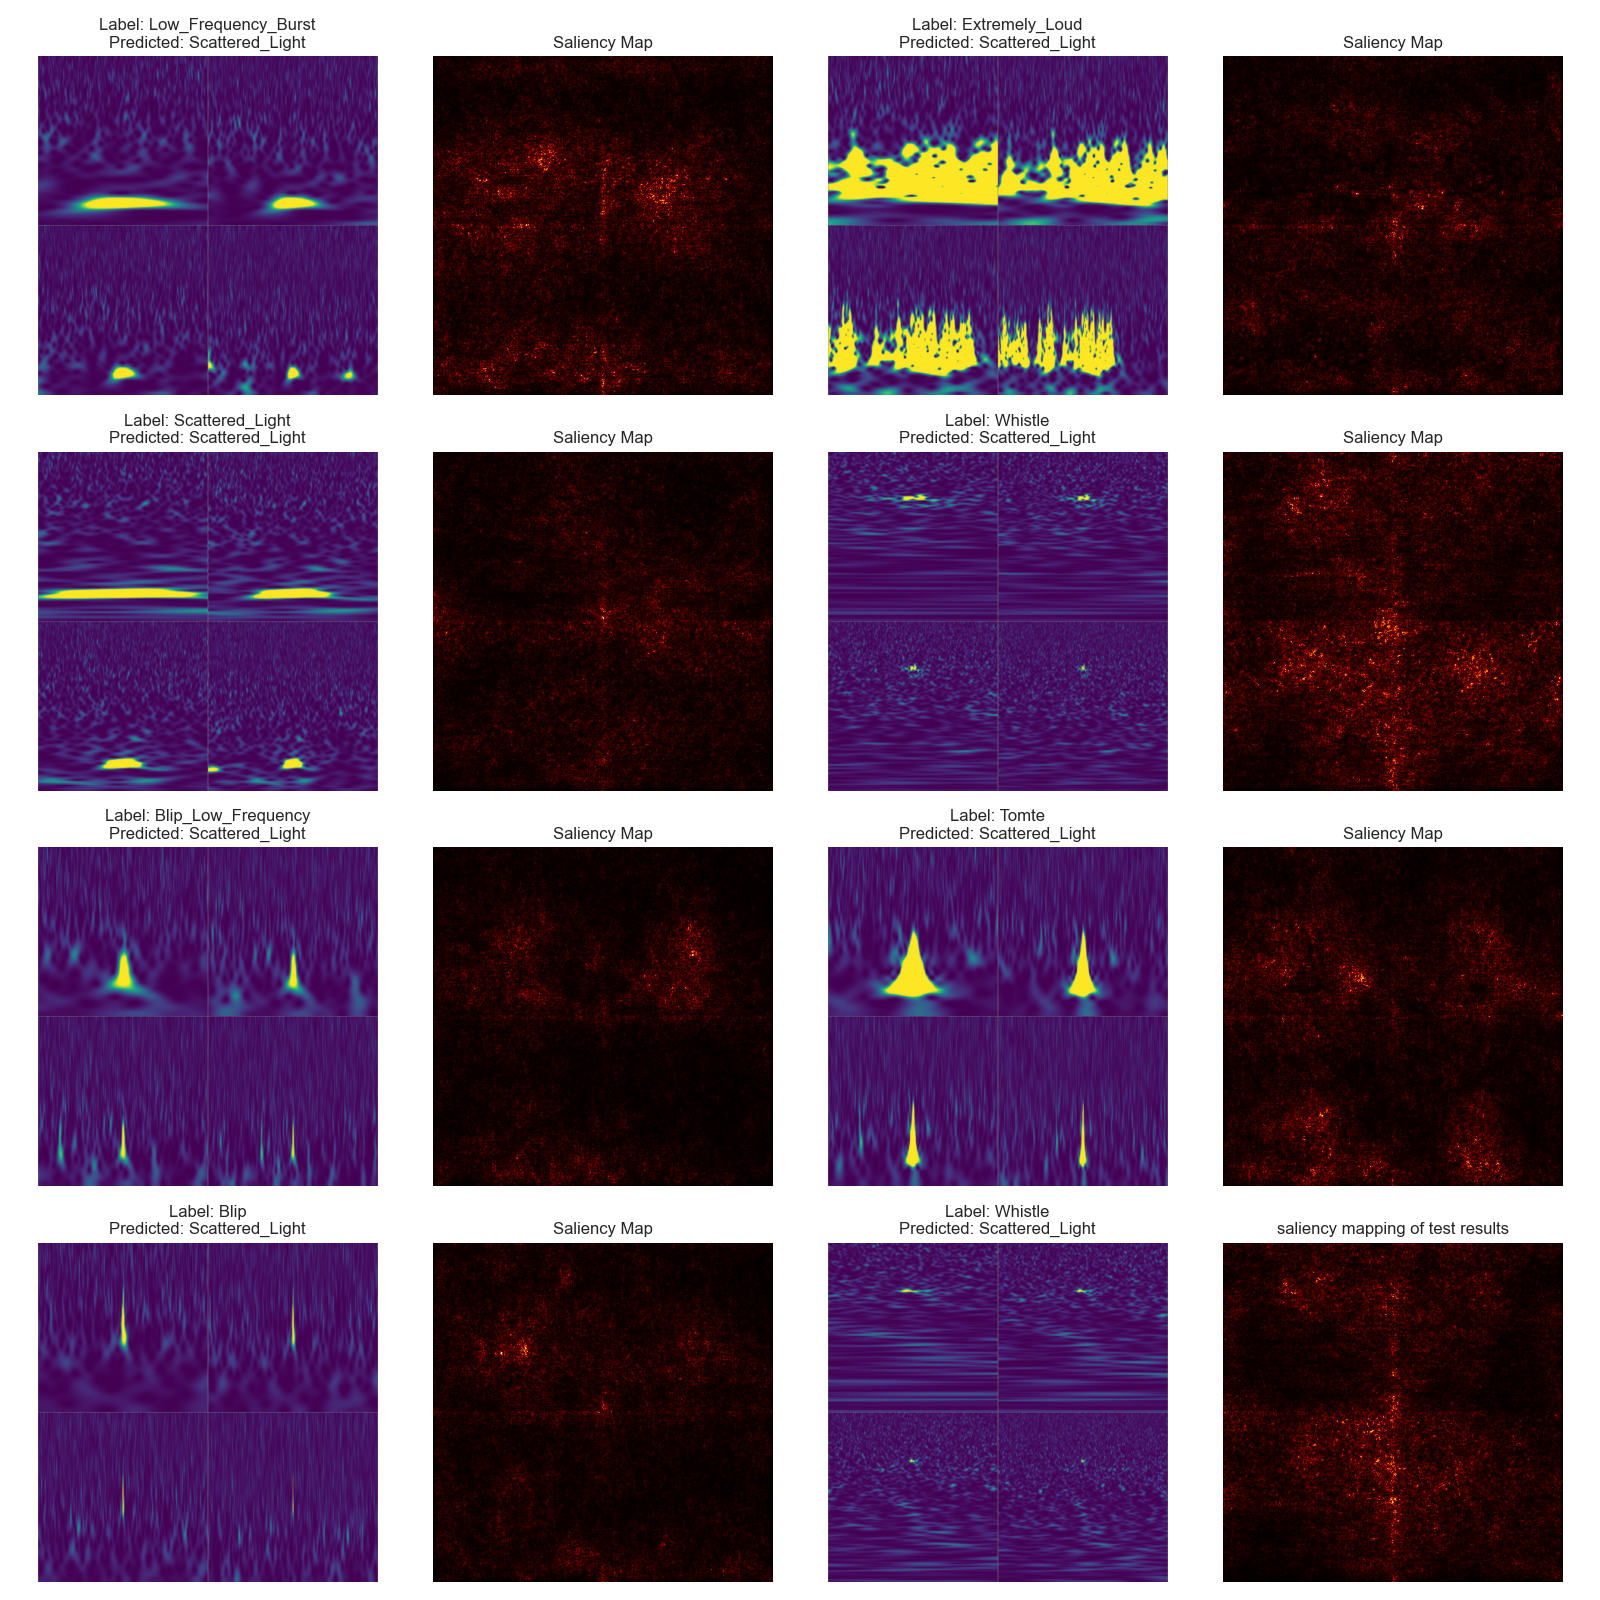 Label: Low_Frequency_Burst
Predicted: Scattered_Light
Saliency Map
Label: Extremely_Loud
Predicted: Scattered_Light
Saliency Map
Label: Scattered_Light
Predicted: Scattered_Light
Saliency Map
Label: Whistle
Predicted: Scattered_Light
Saliency Map
Label: Blip_Low_Frequency
Predicted: Scattered_Light
Saliency Map
Label: Tomte
Predicted: Scattered_Light
Saliency Map
Label: Blip
Predicted: Scattered_Light
Saliency Map
Label: Whistle
Predicted: Scattered_Light
saliency mapping of test results